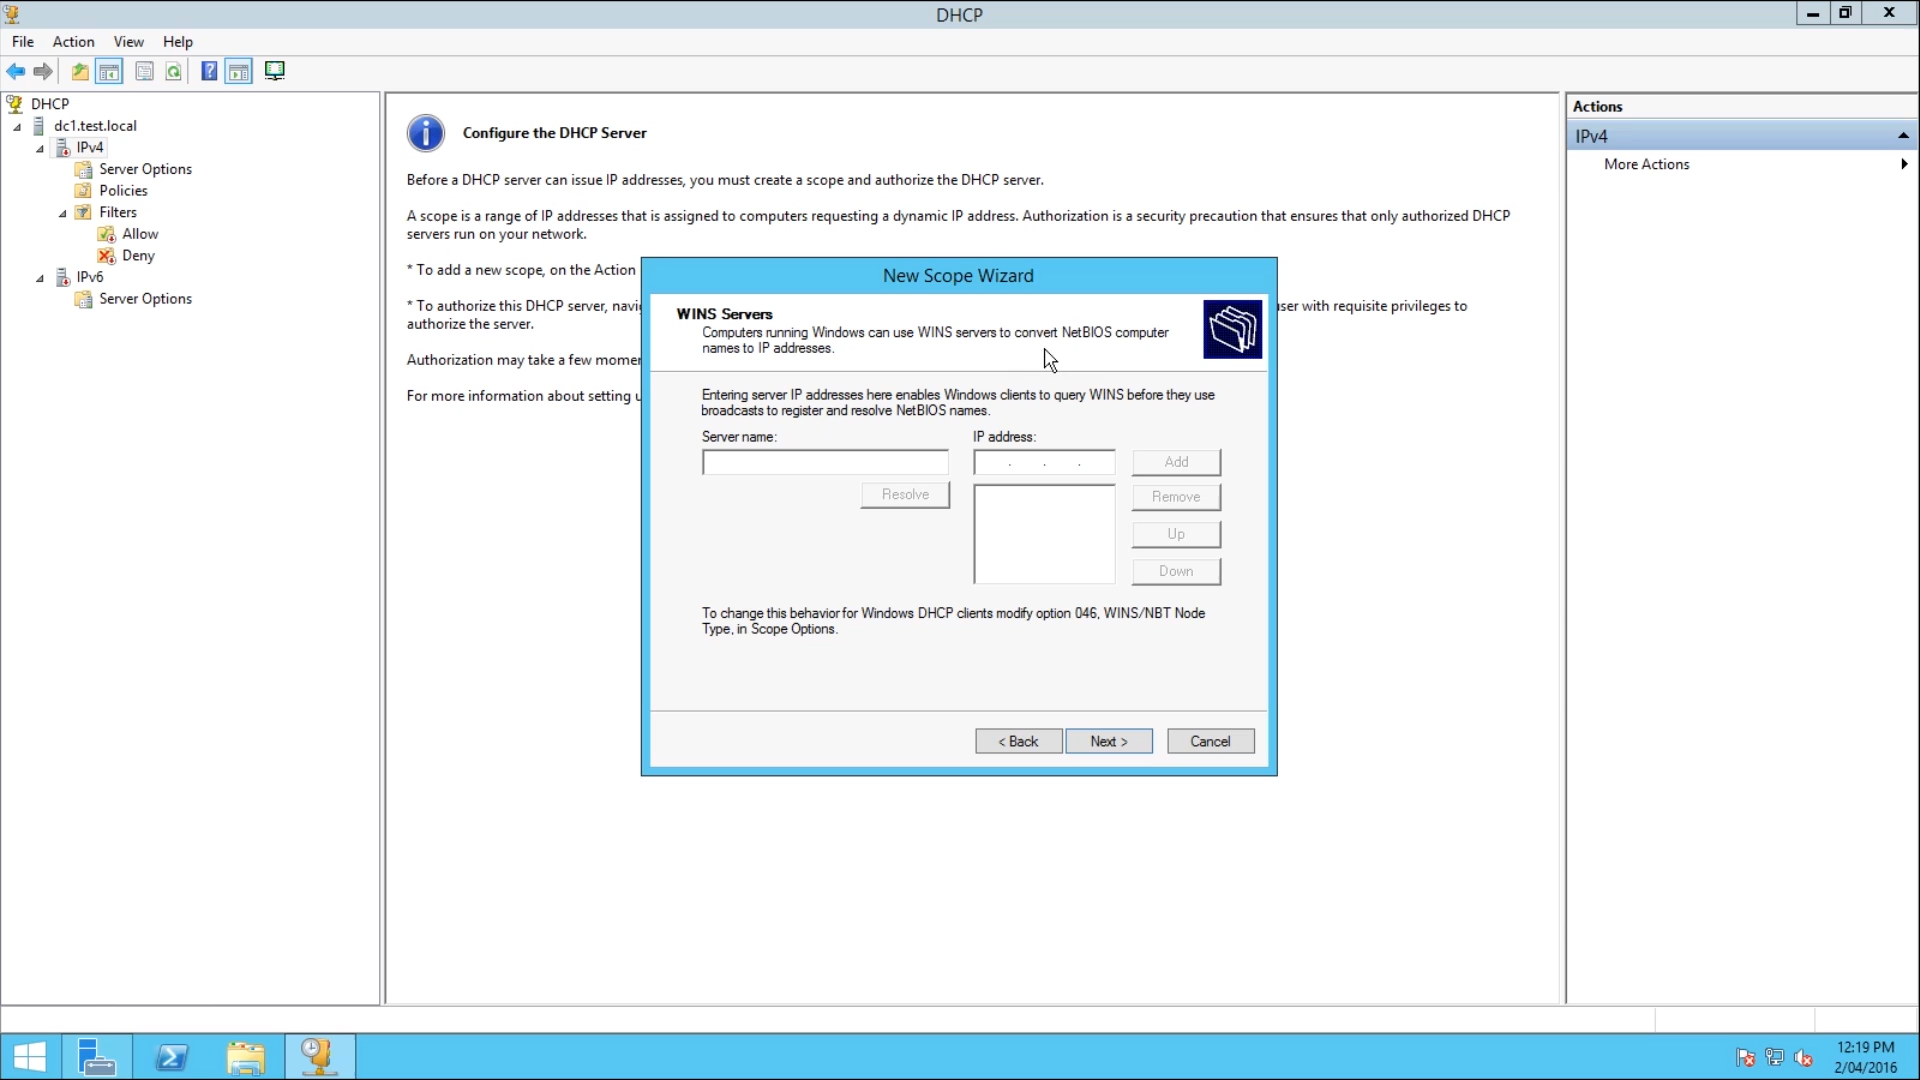 DHCP
File Action View Help
DHCP
dc1.test.local
IPv4
Server Options
Policies
Filters
Allow
Deny
IPv6
Server Options
Configure the DHCP Server
Before a DHCP server can issue IP addresses, you must create a scope and authorize the DHCP server.
A scope is a range of IP addresses that is assigned to computers requesting a dynamic IP address. Authorization is a security precaution that ensures that only authorized DHCP
servers run on your network.
* To add a new scope, on the Action
* To authorize this DHCP server, ser with requisite privileges to
authorize the server.
Authorization may take a few
For more information about setting
New Scope Wizard
WINS Servers
Computers running Windows can use WINS servers to convert NetBIOS computer
names to IP addresses.
Entering server IP addresses here enables Windows clients to query WINS before they use
broadcasts to register and resolve NetBIOS names.
Server name: IP address:
. . . Add
Resolve Remove
Up
Down
To change this behavior for Windows DHCP clients modify option 046, WINS/NBT Node
Type, in Scope Options.
< Back Next > Cancel
Actions
IPv4
More Actions
12:19 PM
2/04/2016